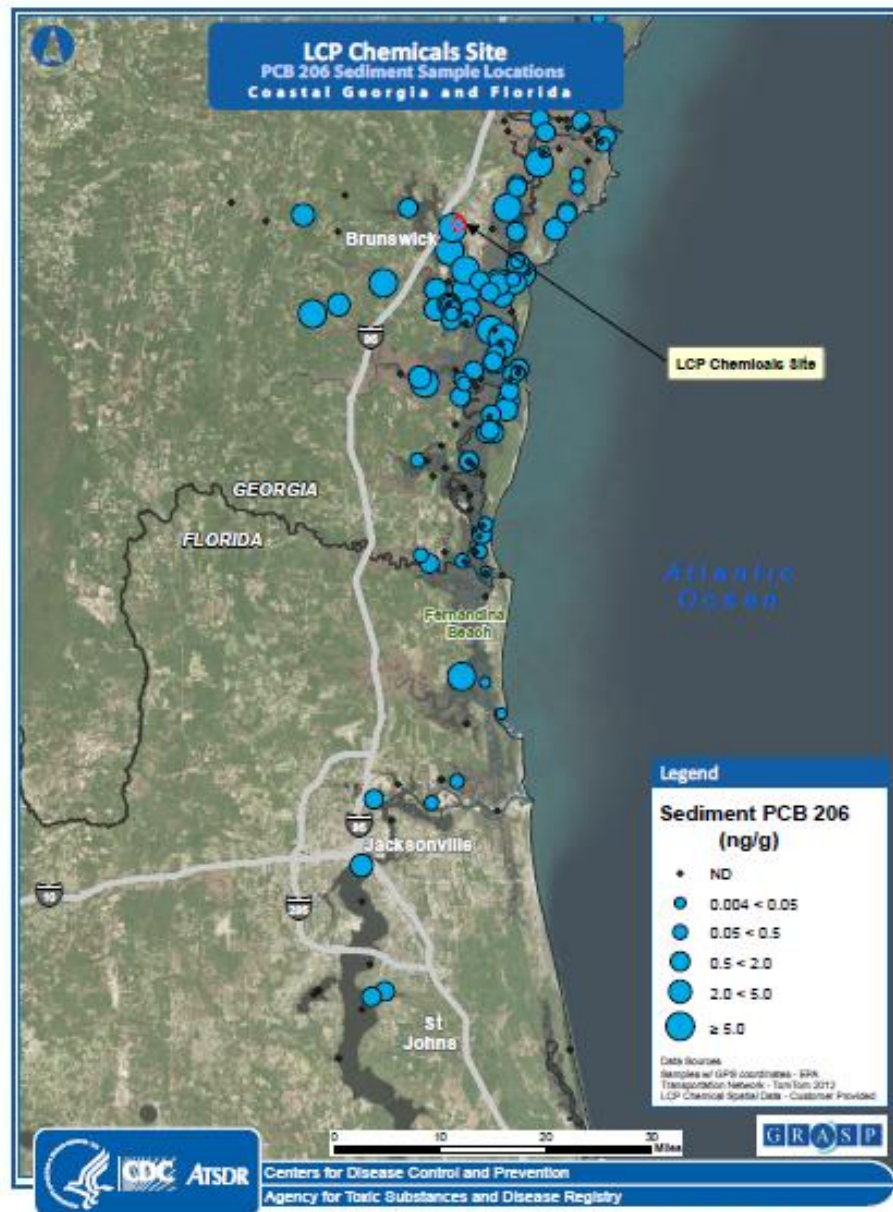 LCP Chemicals Site
PCB 206 Sediment Sample Locations
Coastal Georgia and Florida
Brunswick
95
LCP Chemicals Site
GEORGIA
FLORIDA
Atlantic
Ocean
Fernandina
Beach
95
Jacksonville
10
295
St
Johns
Legend
Sediment PCB 206
(ng/g)
ND
0.004 < 0.05
0.05 < 0.5
0.5 < 2.0
2.0 < 5.0
≥ 5.0
Data Sources
Samples w/ GPS coordinates - EPA
Transportation Network - TomTom 2012
LCP Chemical Spatial Data - Customer Provided
0 10 20 30
Miles
GRASP
CDC ATSDR
Centers for Disease Control and Prevention
Agency for Toxic Substances and Disease Registry